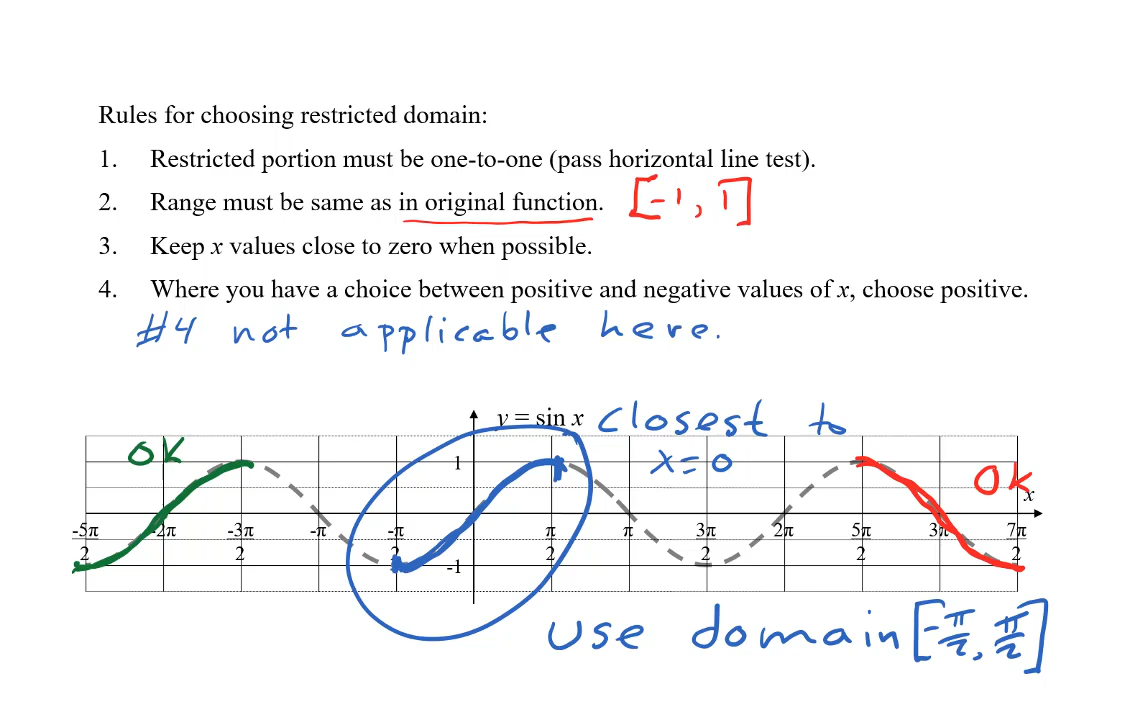 Rules for choosing restricted domain:
1. Restricted portion must be one-to-one (pass horizontal line test).
2. Range must be same as in original function. [-1, 1]
3. Keep x values close to zero when possible.
4. Where you have a choice between positive and negative values of x, choose positive.
#4 not applicable here.
y = sin x closest to
x=0
OK
1
OK
x
-5π/2 -2π -3π/2 -π -π/2 π/2 π 3π/2 2π 5π/2 3π 7π/2
-1
use domain [-π/2, π/2]